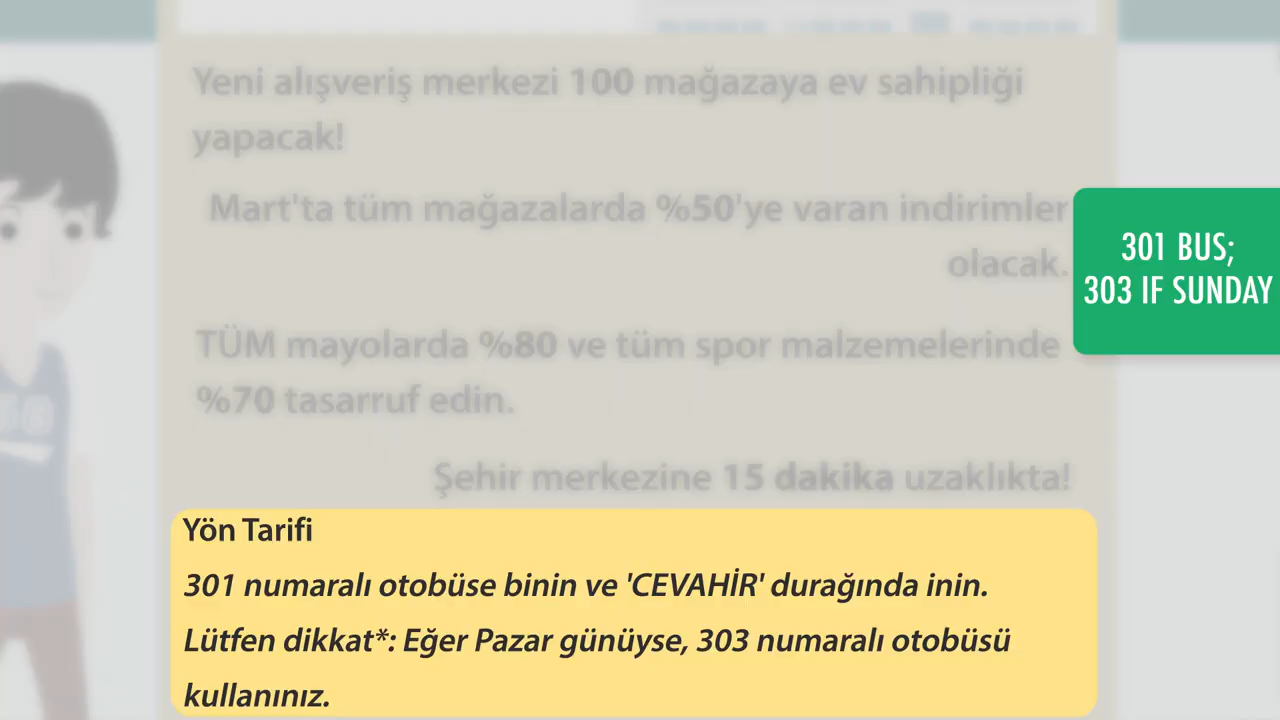 Yeni alışveriş merkezi 100 mağazaya ev sahipliği
yapacak!
Mart'ta tüm mağazalarda %50'ye varan indirimler
olacak.
301 BUS;
303 IF SUNDAY
TÜM mayolarda %80 ve tüm spor malzemelerinde
%70 tasarruf edin.
Şehir merkezine 15 dakika uzaklıkta!
Yön Tarifi
301 numaralı otobüse binin ve 'CEVAHİR' durağında inin.
Lütfen dikkat*: Eğer Pazar günüyse, 303 numaralı otobüsü
kullanınız.